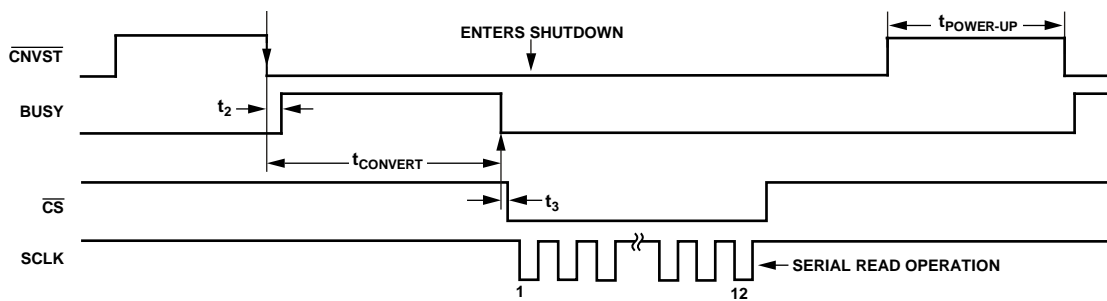 ENTERS SHUTDOWN
tPOWER-UP
CNVST
BUSY
t2
tCONVERT
CS
t3
SCLK
SERIAL READ OPERATION
1
12